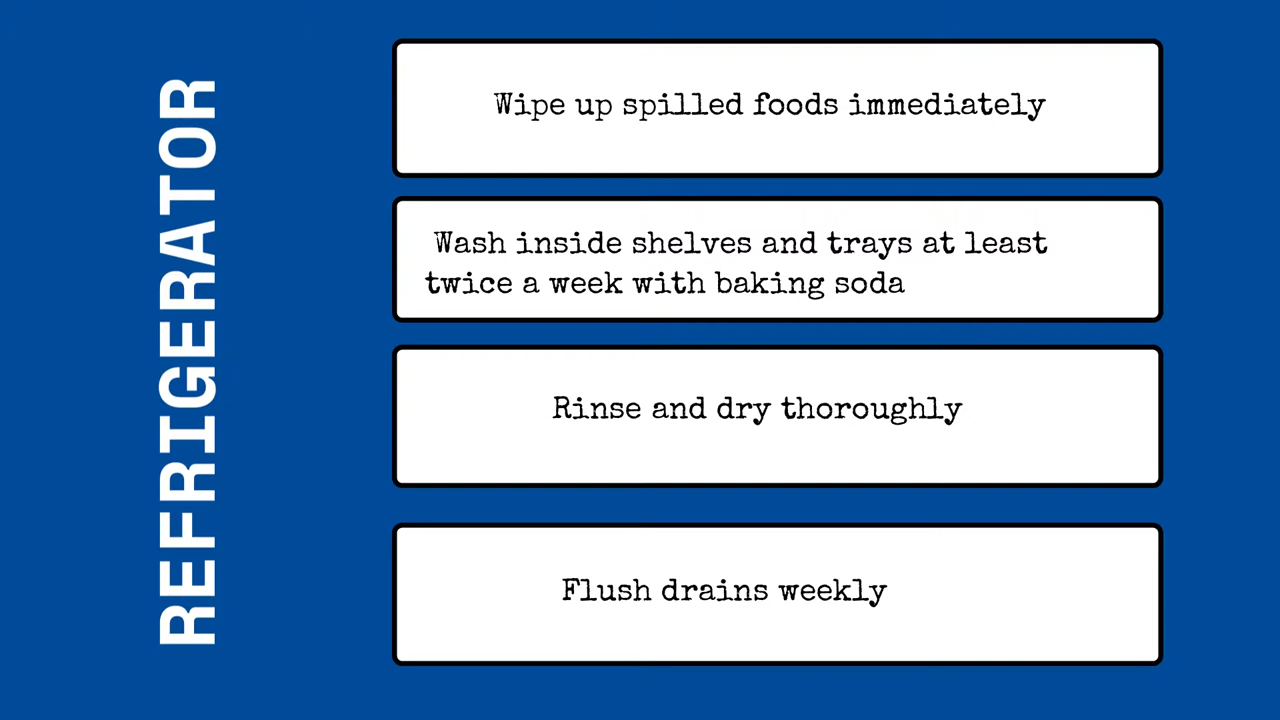 REFRIGERATOR
Wipe up spilled foods immediately
Wash inside shelves and trays at least
twice a week with baking soda
Rinse and dry thoroughly
Flush drains weekly